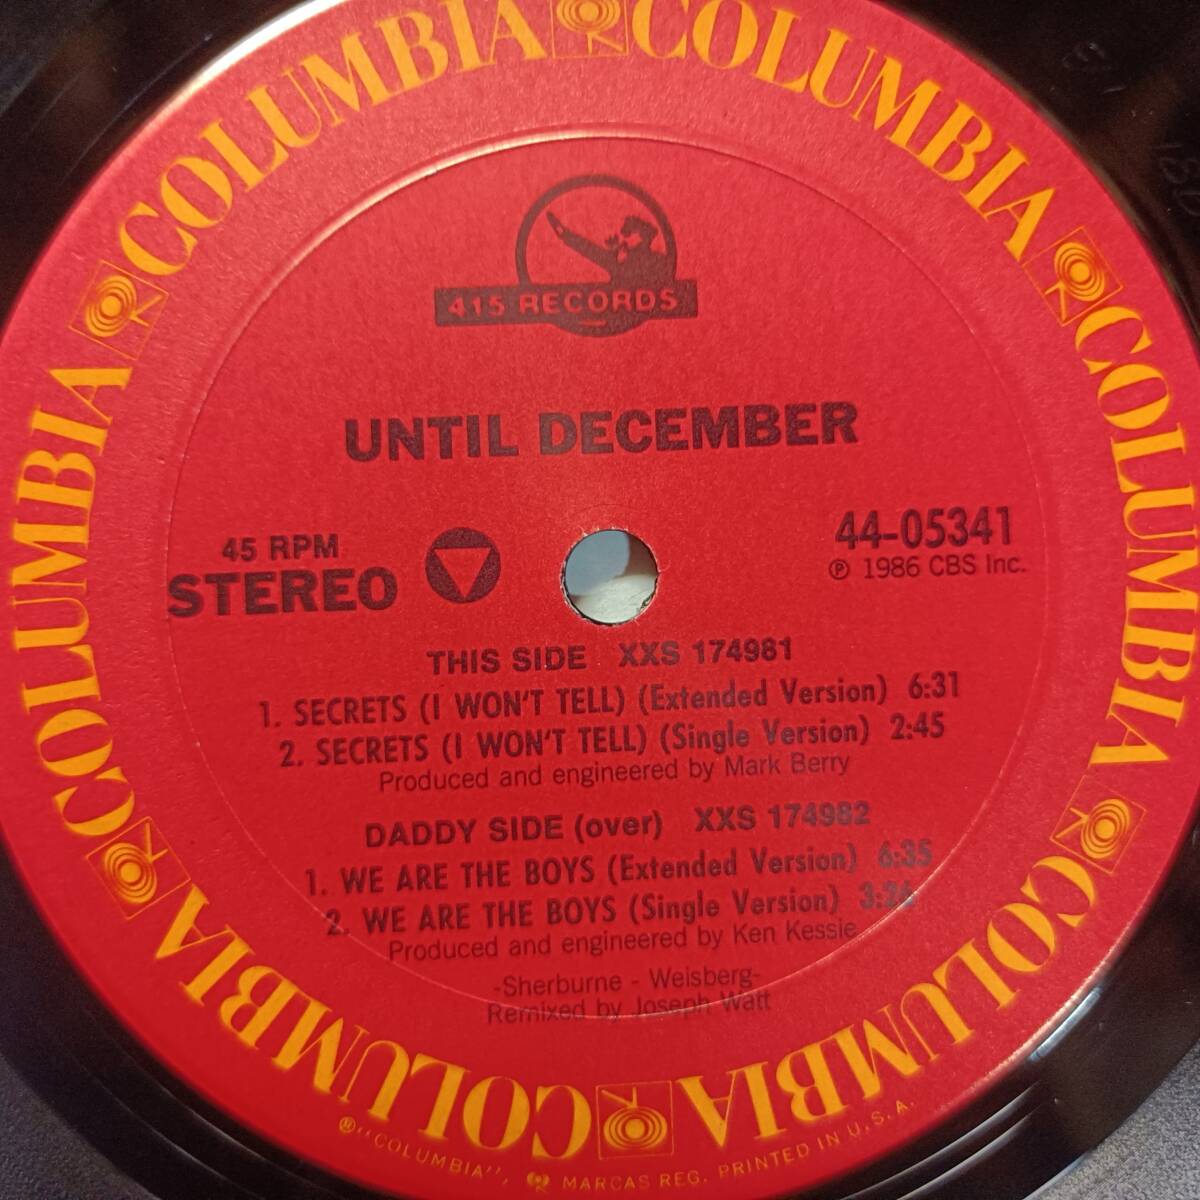 COLUMBIA COLUMBIA COLUMBIA COLUMBIA COLUMBIA COLUMBIA COLUMBIA COLUMBIA
415 RECORDS
UNTIL DECEMBER
45 RPM
STEREO
44-05341
℗ 1986 CBS Inc.
THIS SIDE XXS 174981
1. SECRETS (I WON'T TELL) (Extended Version) 6:31
2. SECRETS (I WON'T TELL) (Single Version) 2:45
Produced and engineered by Mark Berry
DADDY SIDE (over) XXS 174982
1. WE ARE THE BOYS (Extended Version) 6:35
2. WE ARE THE BOYS (Single Version) 3:26
Produced and engineered by Ken Kessie
-Sherburne - Weisberg-
Remixed by Joseph Watt
®"COLUMBIA", MARCAS REG. PRINTED IN U.S.A.